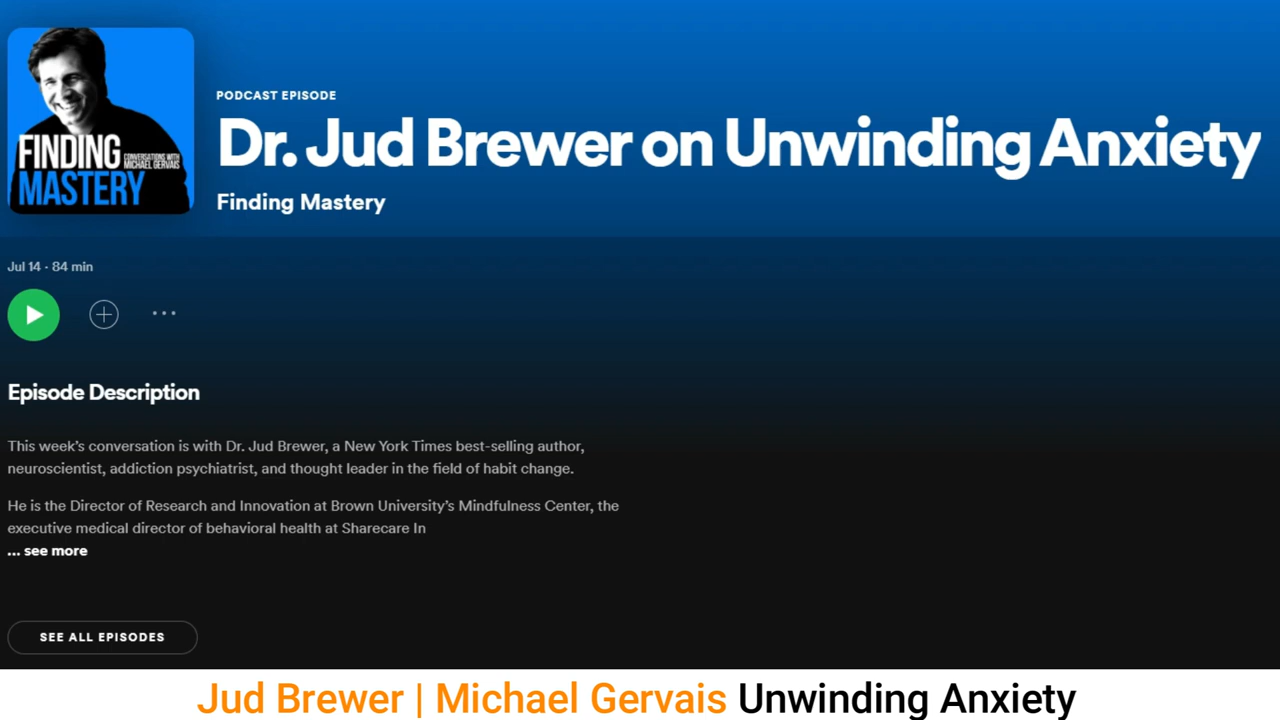 FINDING
CONVERSATIONS WITH
MICHAEL GERVAIS
MASTERY
PODCAST EPISODE
Dr. Jud Brewer on Unwinding Anxiety
Finding Mastery
Jul 14 · 84 min
Episode Description
This week's conversation is with Dr. Jud Brewer, a New York Times best-selling author,
neuroscientist, addiction psychiatrist, and thought leader in the field of habit change.
He is the Director of Research and Innovation at Brown University's Mindfulness Center, the
executive medical director of behavioral health at Sharecare In
... see more
SEE ALL EPISODES
Jud Brewer | Michael Gervais Unwinding Anxiety